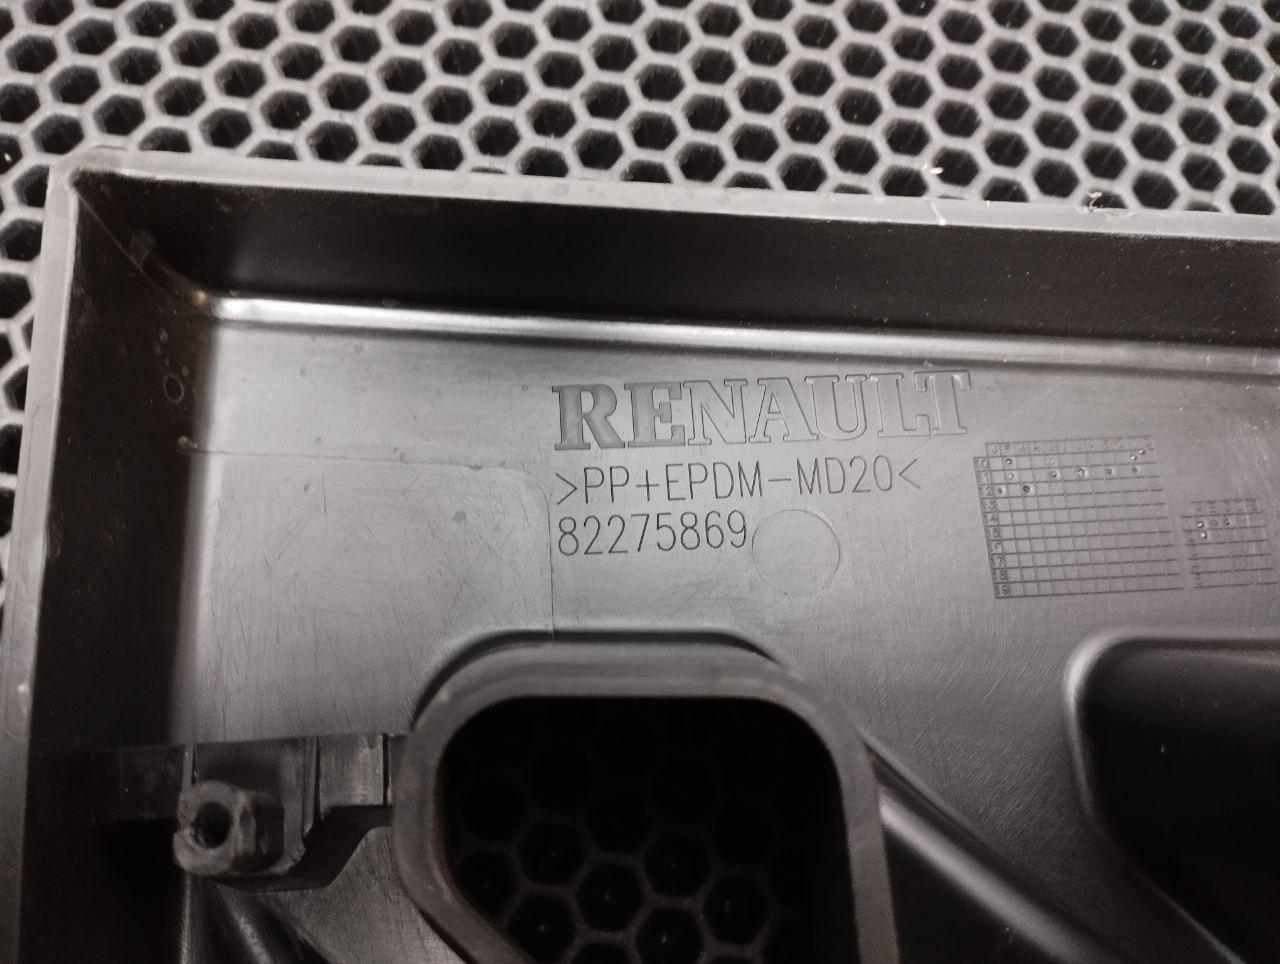 RENAULT
>PP+EPDM-MD20<
82275869